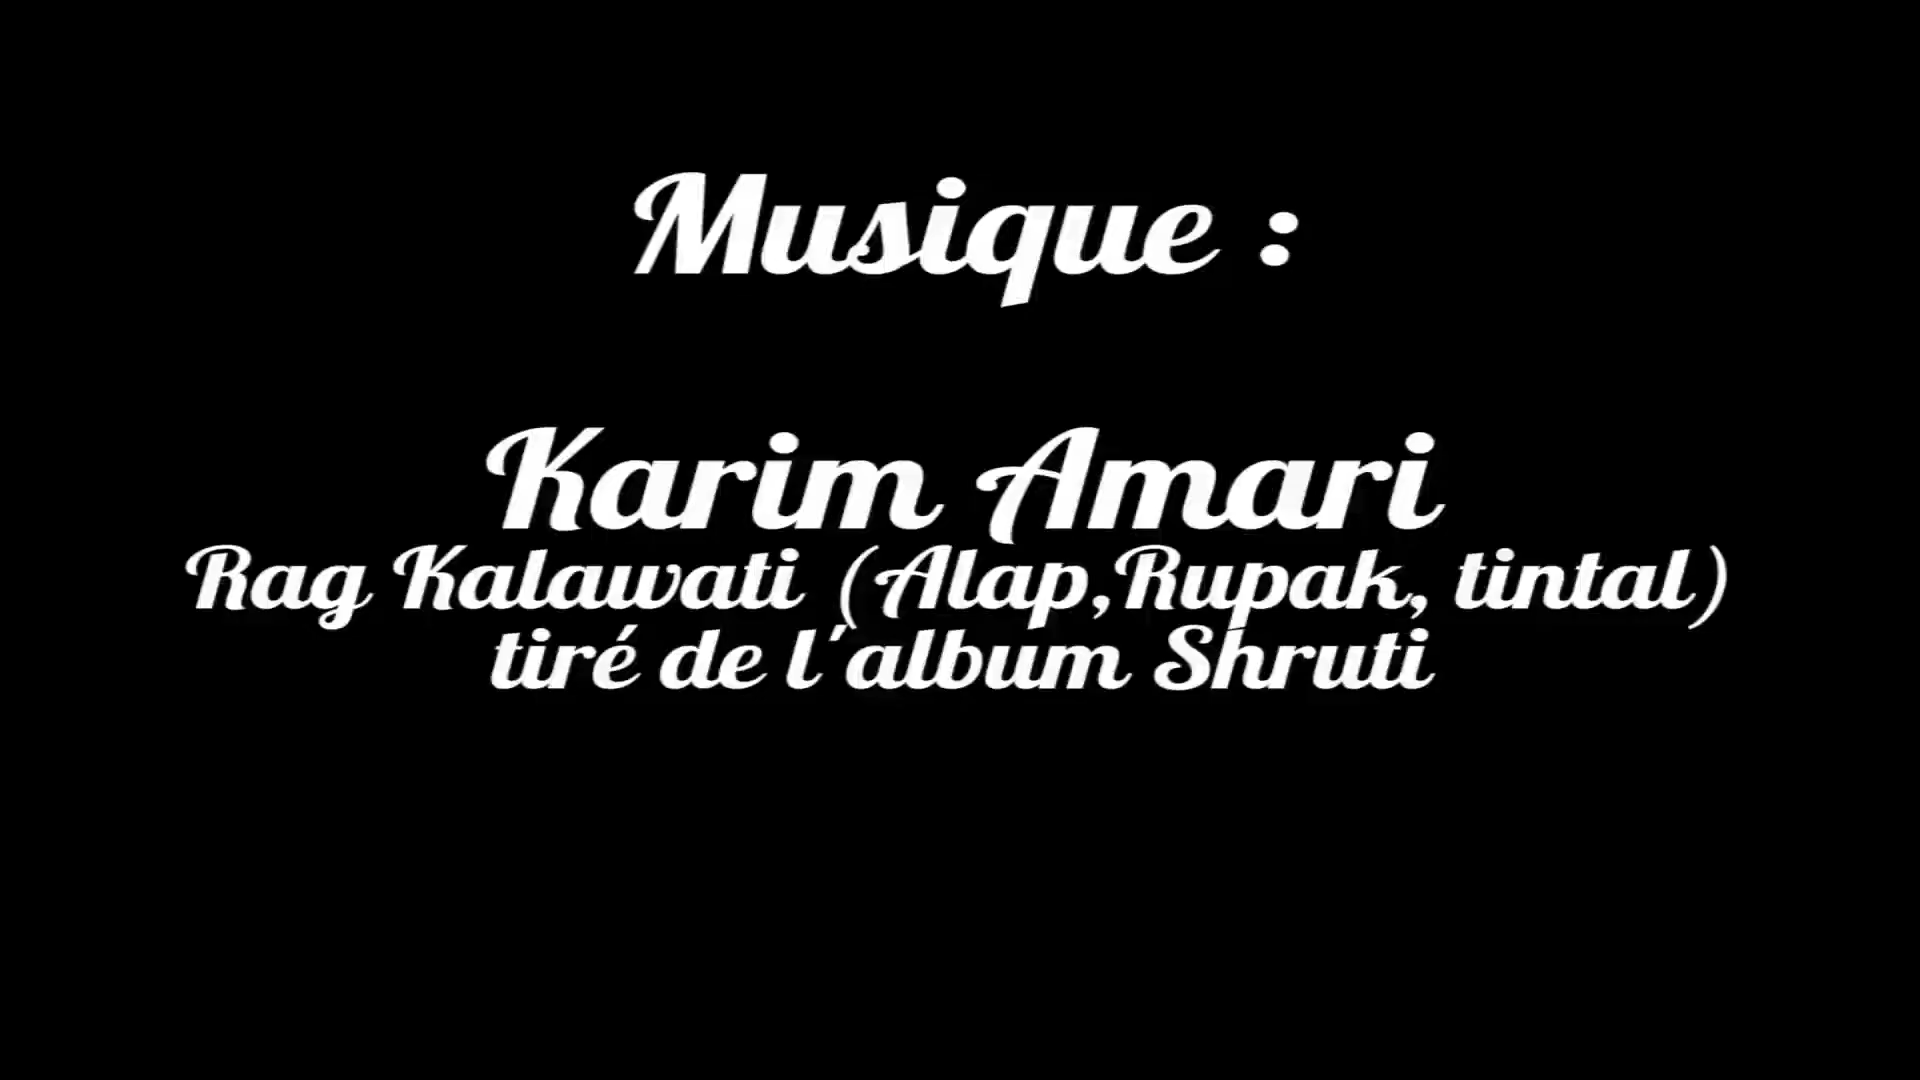 Musique :
Karim Amari
Rag Kalawati (Alap,Rupak, tintal)
tiré de l'album Shruti